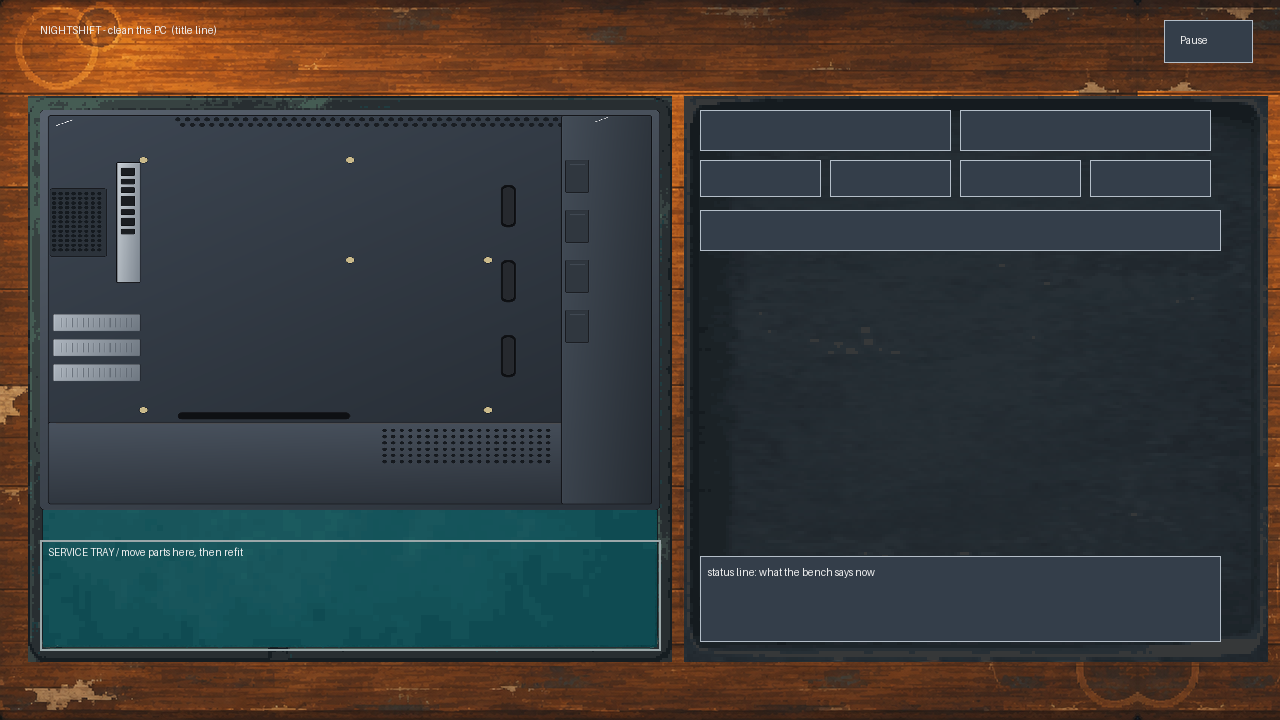 NIGHTSHIFT - clean the PC (title line)
Pause
SERVICE TRAY / move parts here, then refit
status line: what the bench says now